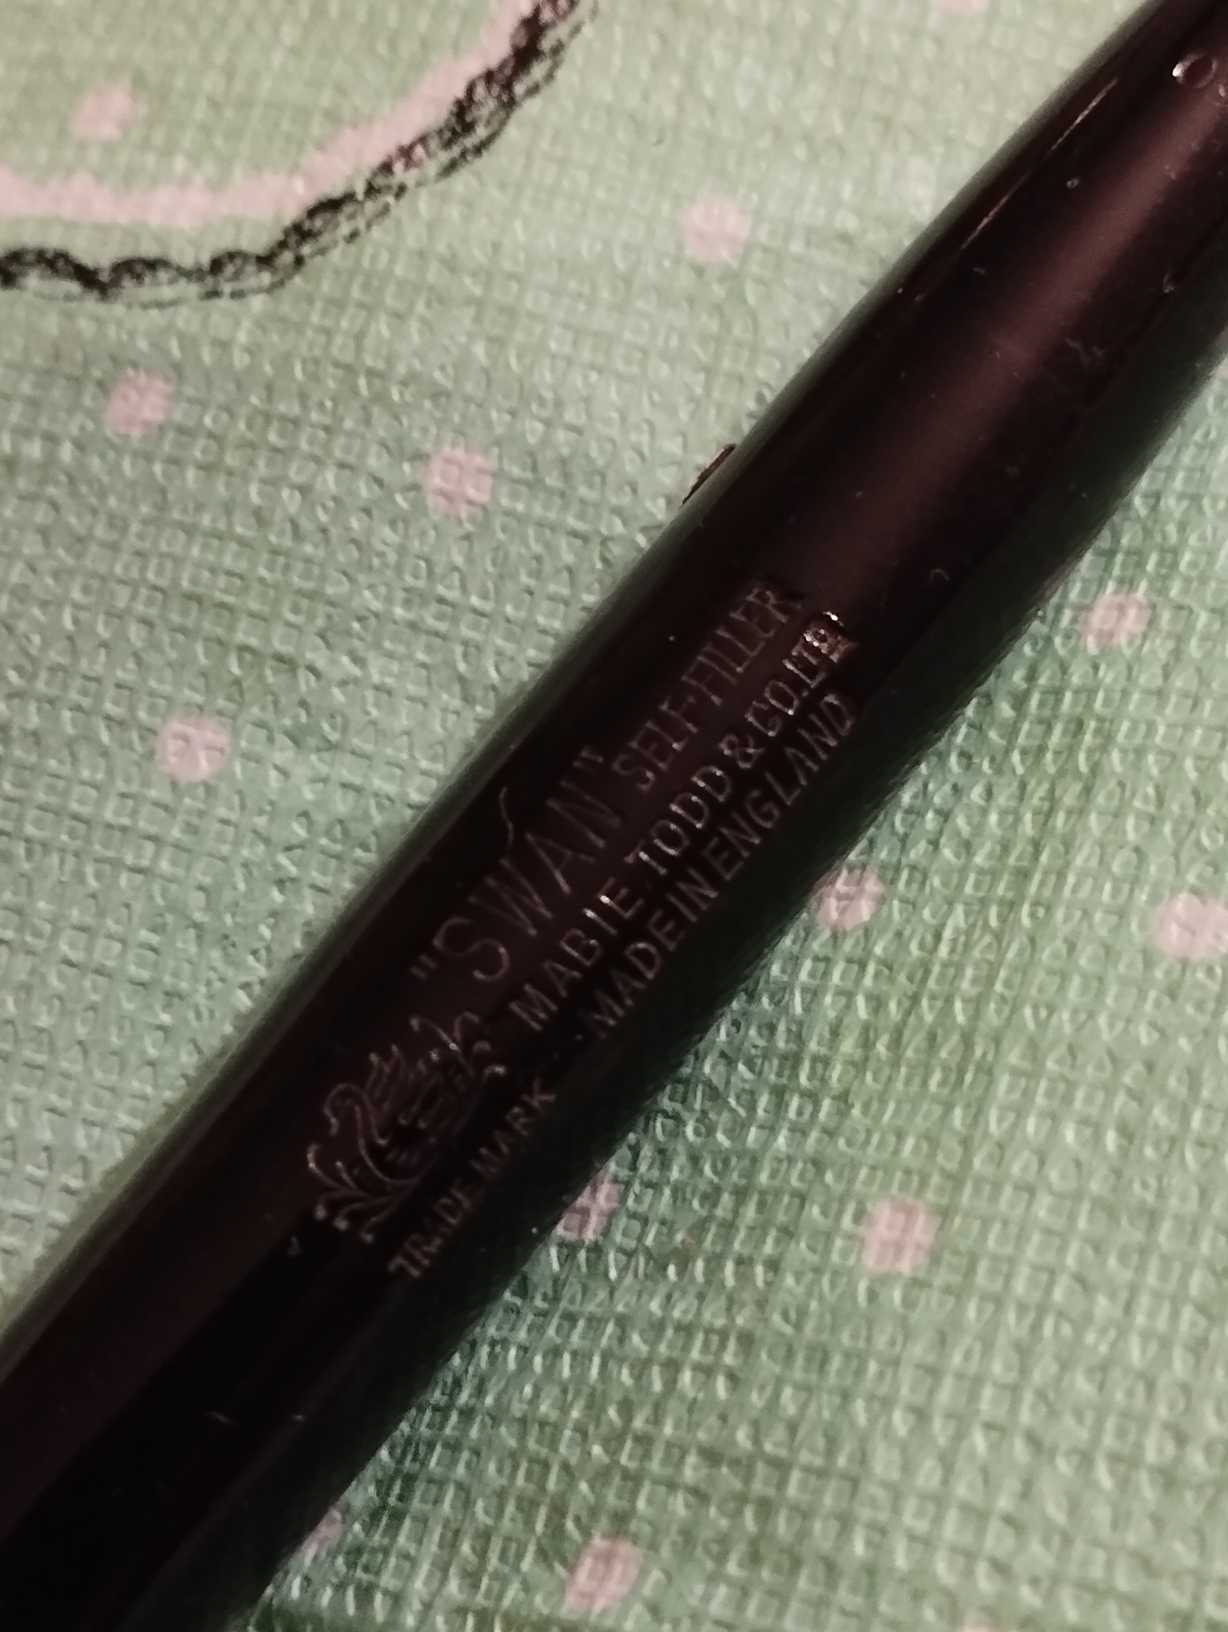 "SWAN" SELF-FILLER
MABIE, TODD & CO. LTD.
MADE IN ENGLAND
TRADE MARK